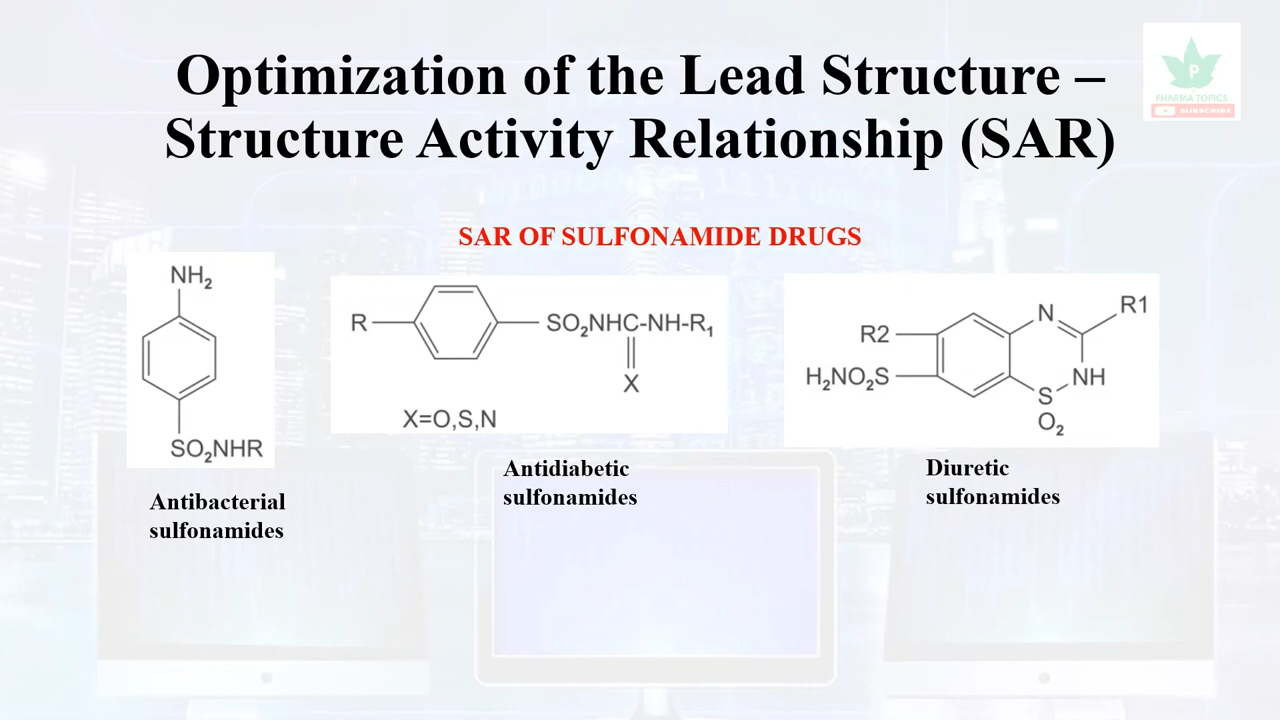 Optimization of the Lead Structure –
Structure Activity Relationship (SAR)
P
PHARMA TOPICS
SUBSCRIBE
SAR OF SULFONAMIDE DRUGS
NH₂
SO₂NHR
Antibacterial
sulfonamides
R
SO₂NHC-NH-R₁
X
X=O,S,N
Antidiabetic
sulfonamides
N
R1
R2
H₂NO₂S
NH
S
O₂
Diuretic
sulfonamides